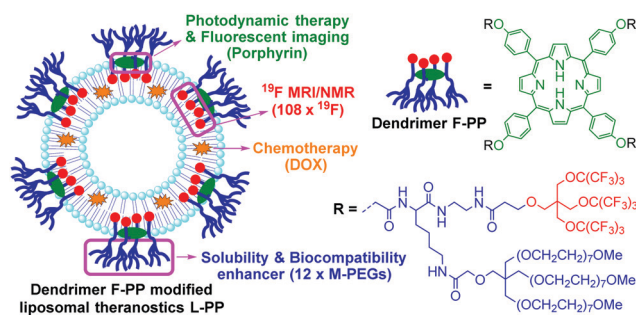 Photodynamic therapy
& Fluorescent imaging
(Porphyrin)
¹⁹F MRI/NMR
(108 x ¹⁹F)
Chemotherapy
(DOX)
Solubility & Biocompatibility
enhancer (12 x M-PEGs)
Dendrimer F-PP modified
liposomal theranostics L-PP
Dendrimer F-PP
=
RO
OR
N
H
N
N
H
N
RO
OR
R =
H
N
O
O
N
H
H
N
O
O
OC(CF₃)₃
OC(CF₃)₃
OC(CF₃)₃
HN
O
O
(OCH₂CH₂)₇OMe
(OCH₂CH₂)₇OMe
(OCH₂CH₂)₇OMe